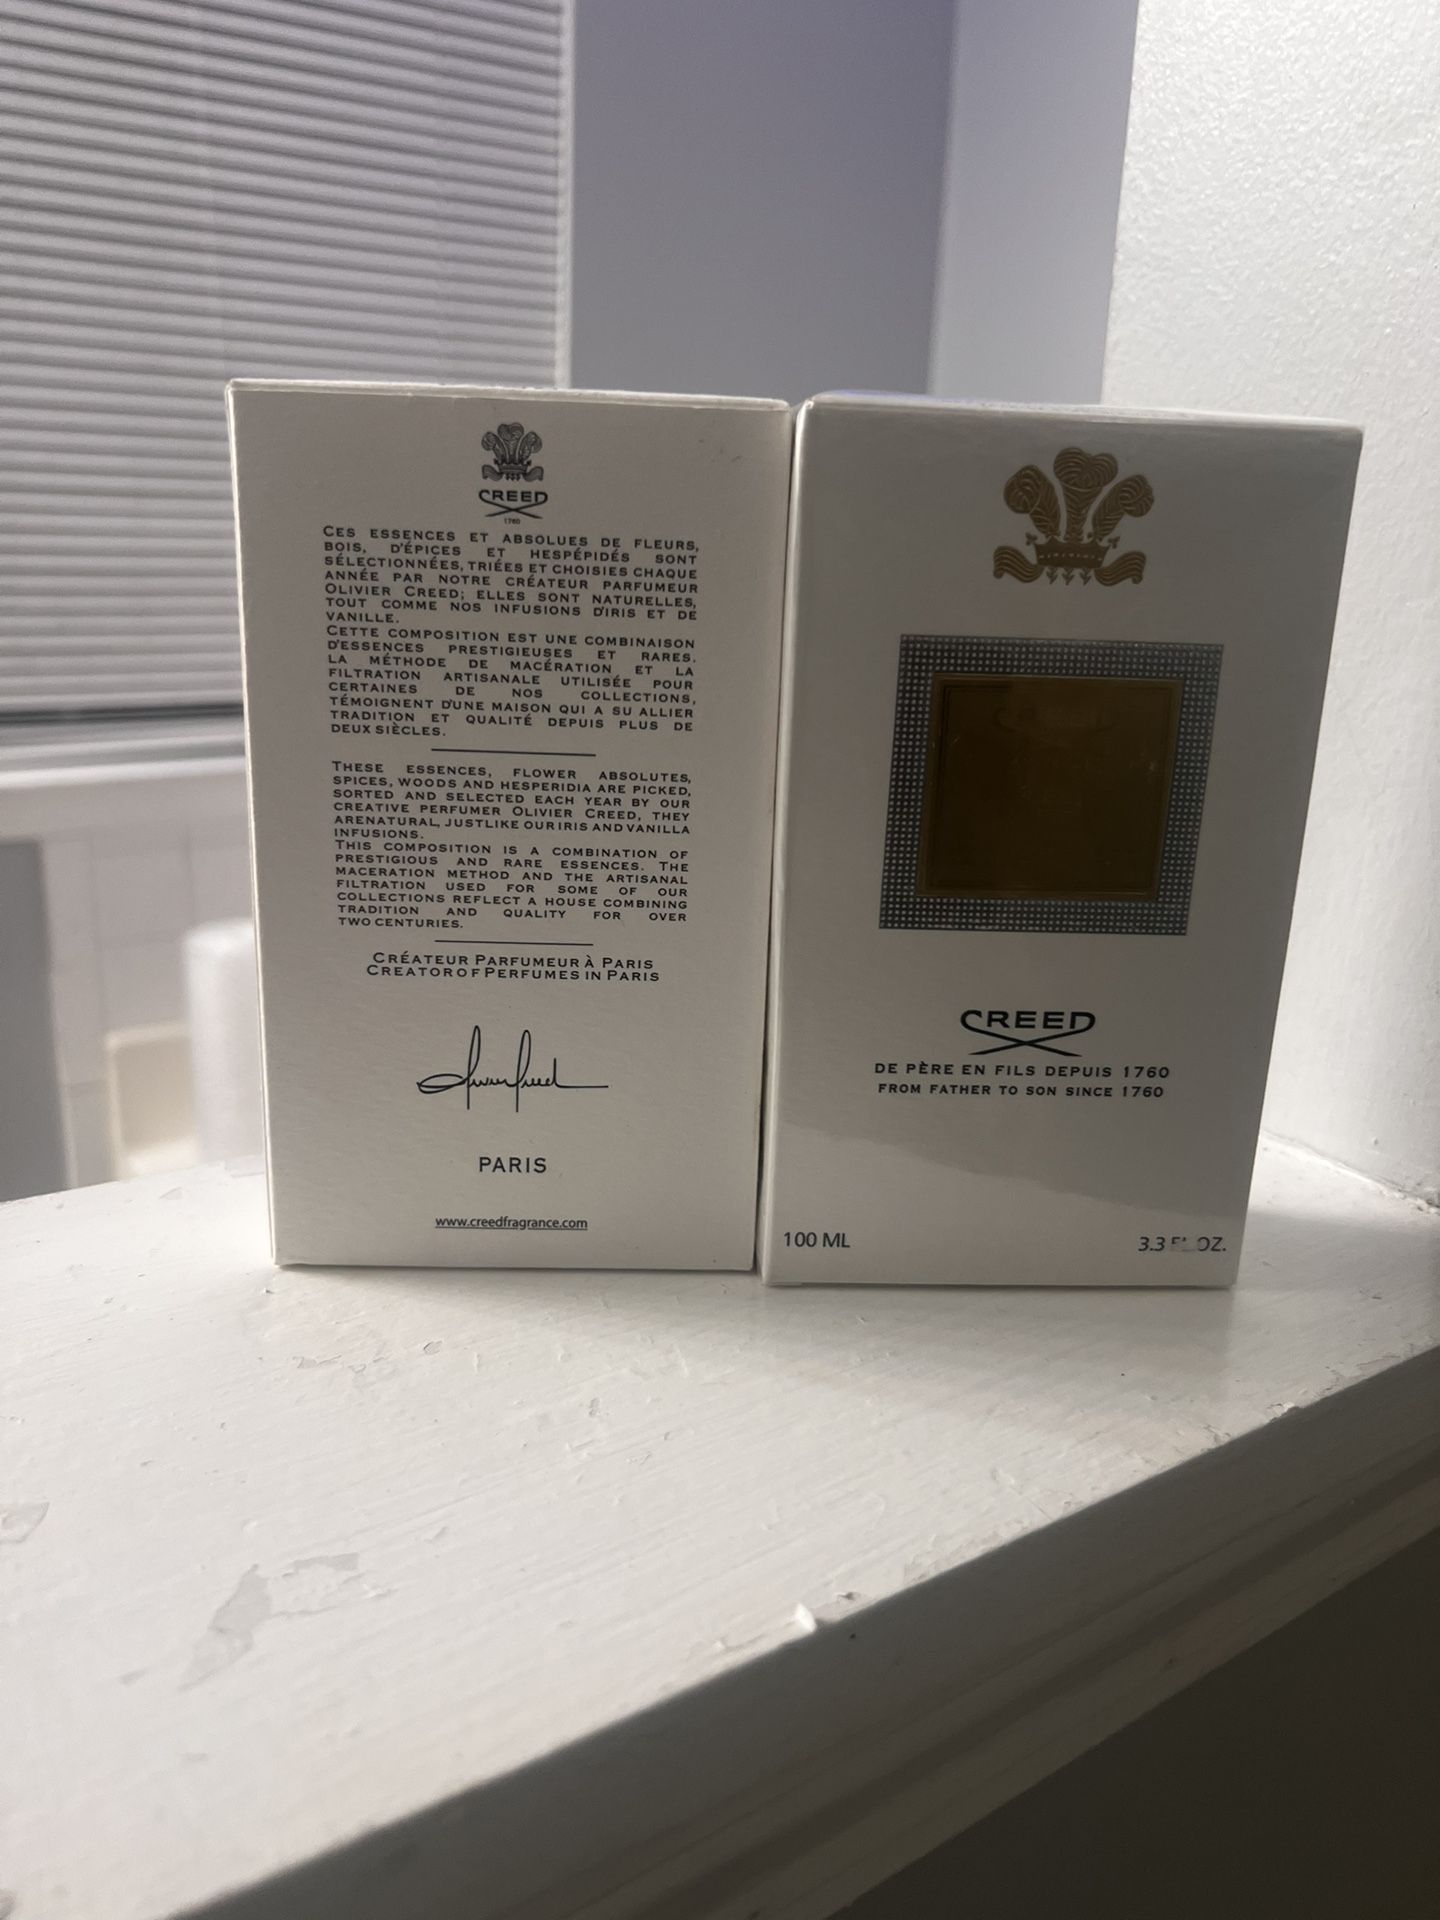 CREED
1760
CES ESSENCES ET ABSOLUES DE FLEURS,
BOIS, D'ÉPICES ET HESPÉPIDÉS SONT
SÉLECTIONNÉES, TRIÉES ET CHOISIES CHAQUE
ANNÉE PAR NOTRE CRÉATEUR PARFUMEUR
OLIVIER CREED; ELLES SONT NATURELLES,
TOUT COMME NOS INFUSIONS D'IRIS ET DE
VANILLE.
CETTE COMPOSITION EST UNE COMBINAISON
D'ESSENCES PRESTIGIEUSES ET RARES.
LA MÉTHODE DE MACÉRATION ET LA
FILTRATION ARTISANALE UTILISÉE POUR
CERTAINES DE NOS COLLECTIONS,
TÉMOIGNENT D'UNE MAISON QUI A SU ALLIER
TRADITION ET QUALITÉ DEPUIS PLUS DE
DEUX SIÈCLES.
THESE ESSENCES, FLOWER ABSOLUTES,
SPICES, WOODS AND HESPERIDIA ARE PICKED,
SORTED AND SELECTED EACH YEAR BY OUR
CREATIVE PERFUMER OLIVIER CREED, THEY
ARENATURAL, JUSTLIKE OUR IRIS AND VANILLA
INFUSIONS.
THIS COMPOSITION IS A COMBINATION OF
PRESTIGIOUS AND RARE ESSENCES. THE
MACERATION METHOD AND THE ARTISANAL
FILTRATION USED FOR SOME OF OUR
COLLECTIONS REFLECT A HOUSE COMBINING
TRADITION AND QUALITY FOR OVER
TWO CENTURIES.
CRÉATEUR PARFUMEUR À PARIS
CREATOR OF PERFUMES IN PARIS
PARIS
www.creedfragrance.com
CREED
DE PÈRE EN FILS DEPUIS 1760
FROM FATHER TO SON SINCE 1760
100 ML
3.3 FL. OZ.